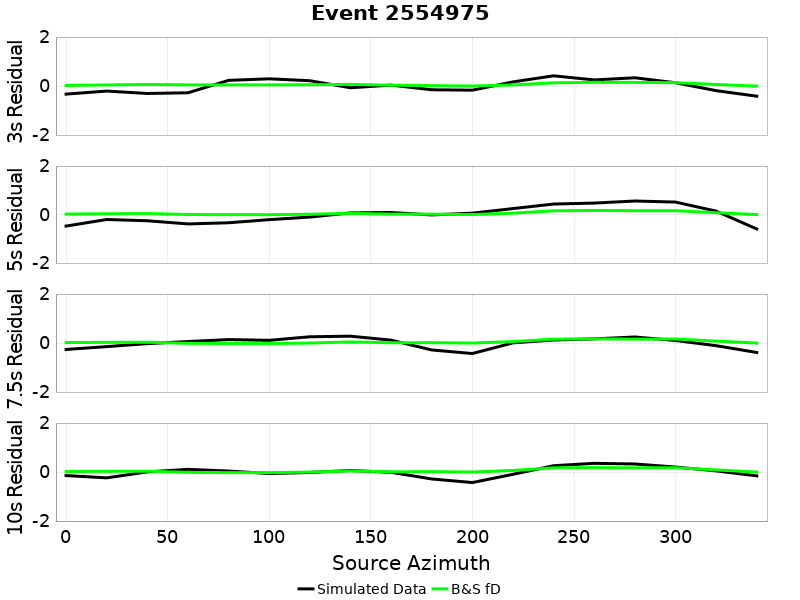 Event 2554975
3s Residual
2
0
-2
5s Residual
2
0
-2
7.5s Residual
2
0
-2
10s Residual
2
0
-2
0 50 100 150 200 250 300
Source Azimuth
Simulated Data B&S fD